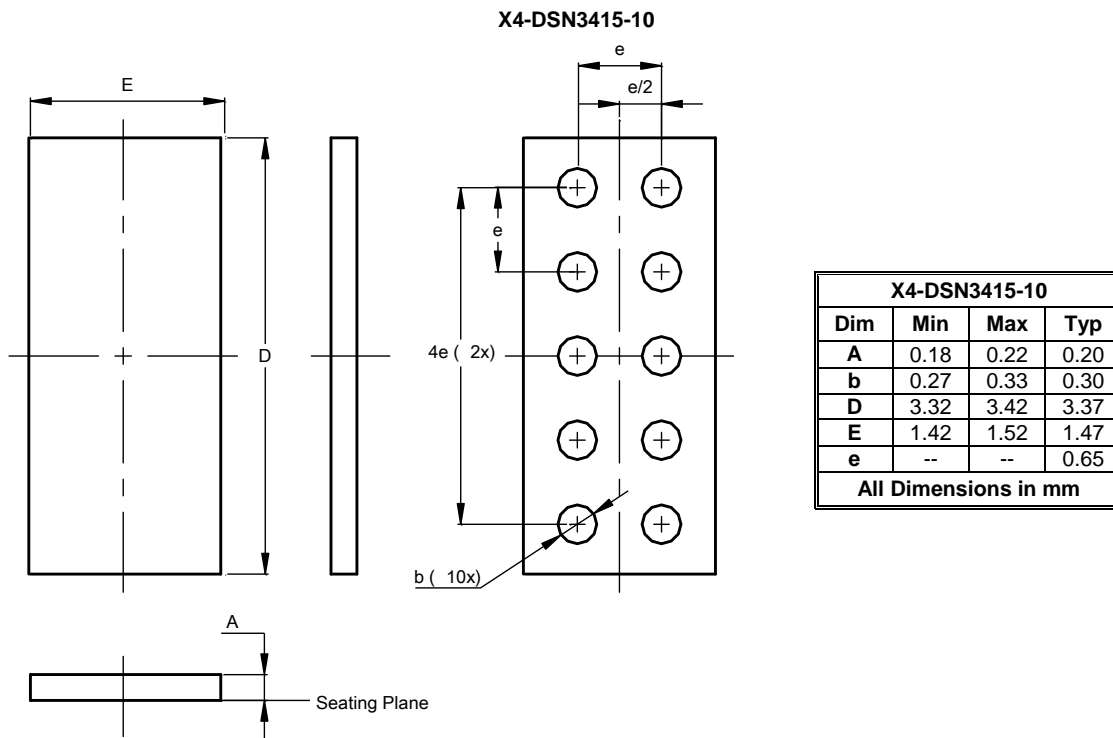 X4-DSN3415-10
e
e/2
E
e
D
4e ( 2x)
b ( 10x)
A
Seating Plane
X4-DSN3415-10
Dim Min Max Typ
A 0.18 0.22 0.20
b 0.27 0.33 0.30
D 3.32 3.42 3.37
E 1.42 1.52 1.47
e -- -- 0.65
All Dimensions in mm